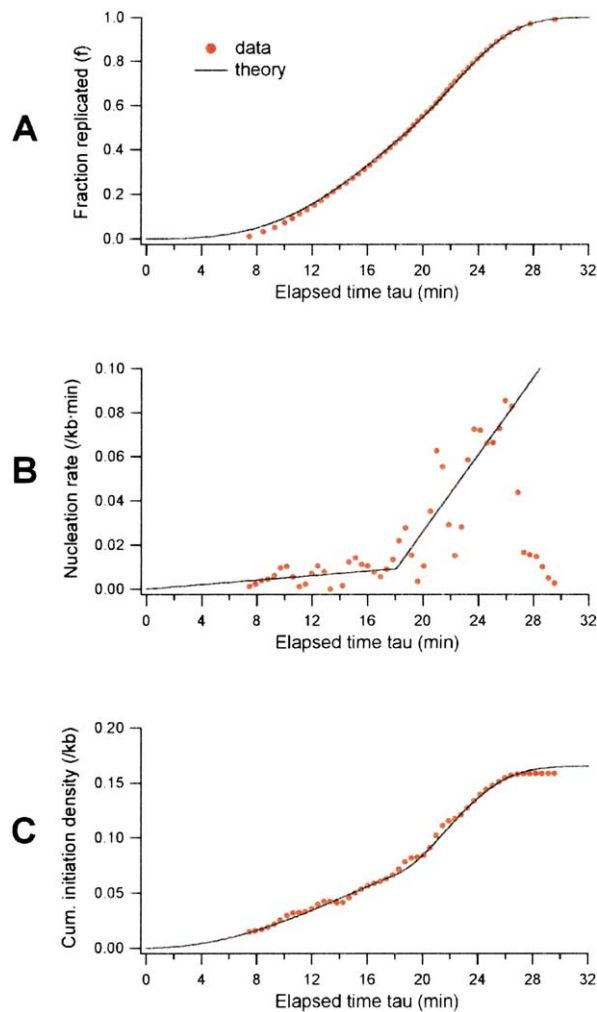 A
Fraction replicated (f)
1.0
0.8
0.6
0.4
0.2
0.0
data
theory
0 4 8 12 16 20 24 28 32
Elapsed time tau (min)
B
Nucleation rate (/kb·min)
0.10
0.08
0.06
0.04
0.02
0.00
0 4 8 12 16 20 24 28 32
Elapsed time tau (min)
C
Cum. initiation density (/kb)
0.20
0.15
0.10
0.05
0.00
0 4 8 12 16 20 24 28 32
Elapsed time tau (min)